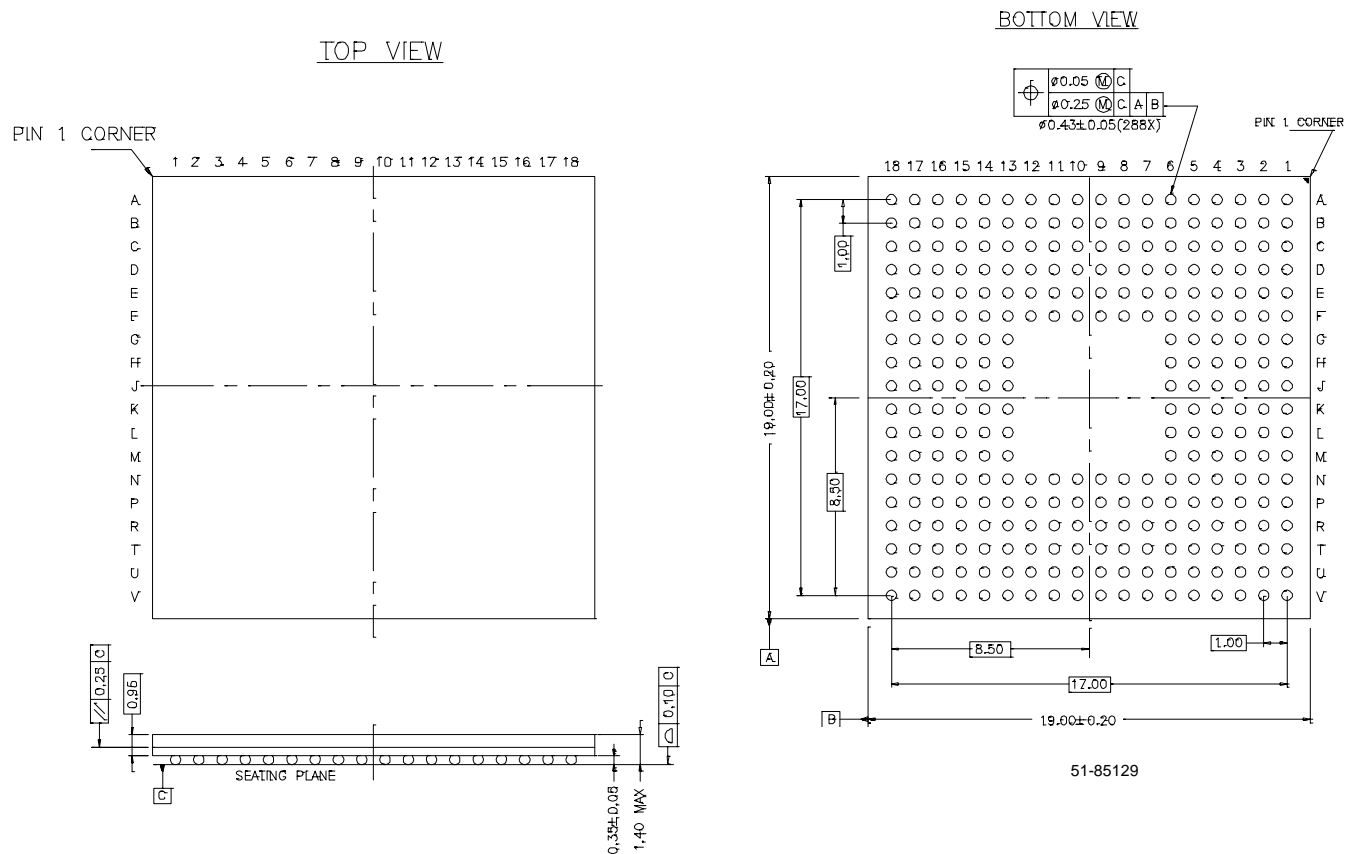 BOTTOM VIEW
TOP VIEW
ø0.05 Ⓜ C
ø0.25 Ⓜ C A B
ø0.43±0.05(288X)
PIN 1 CORNER
PIN 1 CORNER
1 2 3 4 5 6 7 8 9 10 11 12 13 14 15 16 17 18
18 17 16 15 14 13 12 11 10 9 8 7 6 5 4 3 2 1
A
B
C
D
E
F
G
H
J
K
L
M
N
P
R
T
U
V
A
B
C
D
E
F
G
H
J
K
L
M
N
P
R
T
U
V
1.00
19.00±0.20
17.00
8.50
A
8.50
1.00
17.00
B
19.00±0.20
// 0.25 C
0.95
0.10 C
SEATING PLANE
C
0.35±0.05
1.40 MAX
51-85129